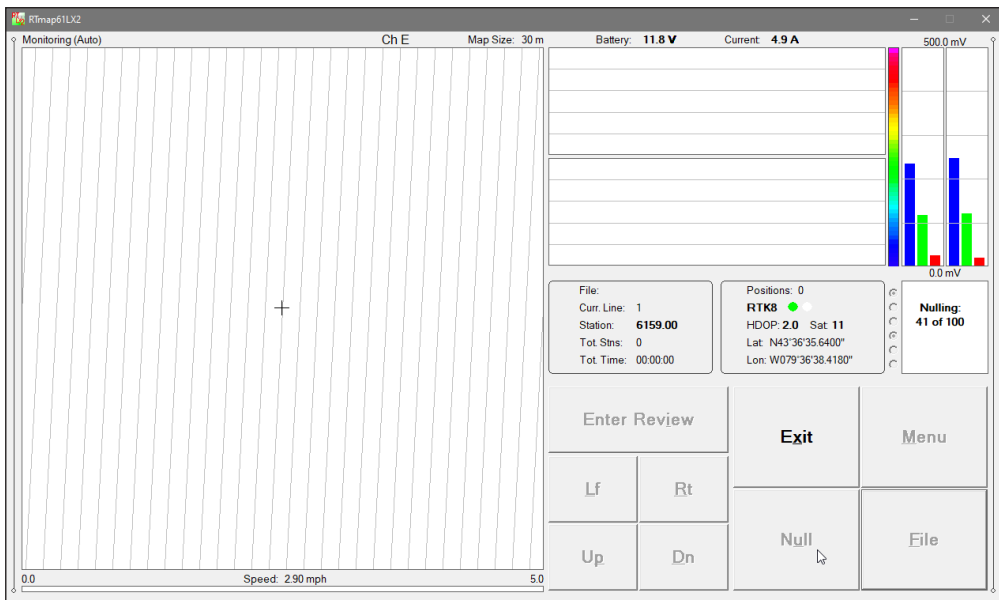 RTmap61LX2
Monitoring (Auto) Ch E Map Size: 30 m Battery: 11.8 V Current: 4.9 A 500.0 mV
0.0 mV
File:
Curr. Line: 1
Station: 6159.00
Tot. Stns: 0
Tot. Time: 00:00:00
Positions: 0
RTK8
HDOP: 2.0 Sat: 11
Lat: N43°36'35.6400"
Lon: W079°36'38.4180"
Nulling:
41 of 100
Enter Review
Exit
Menu
Lf
Rt
Up
Dn
Null
File
0.0 Speed: 2.90 mph 5.0